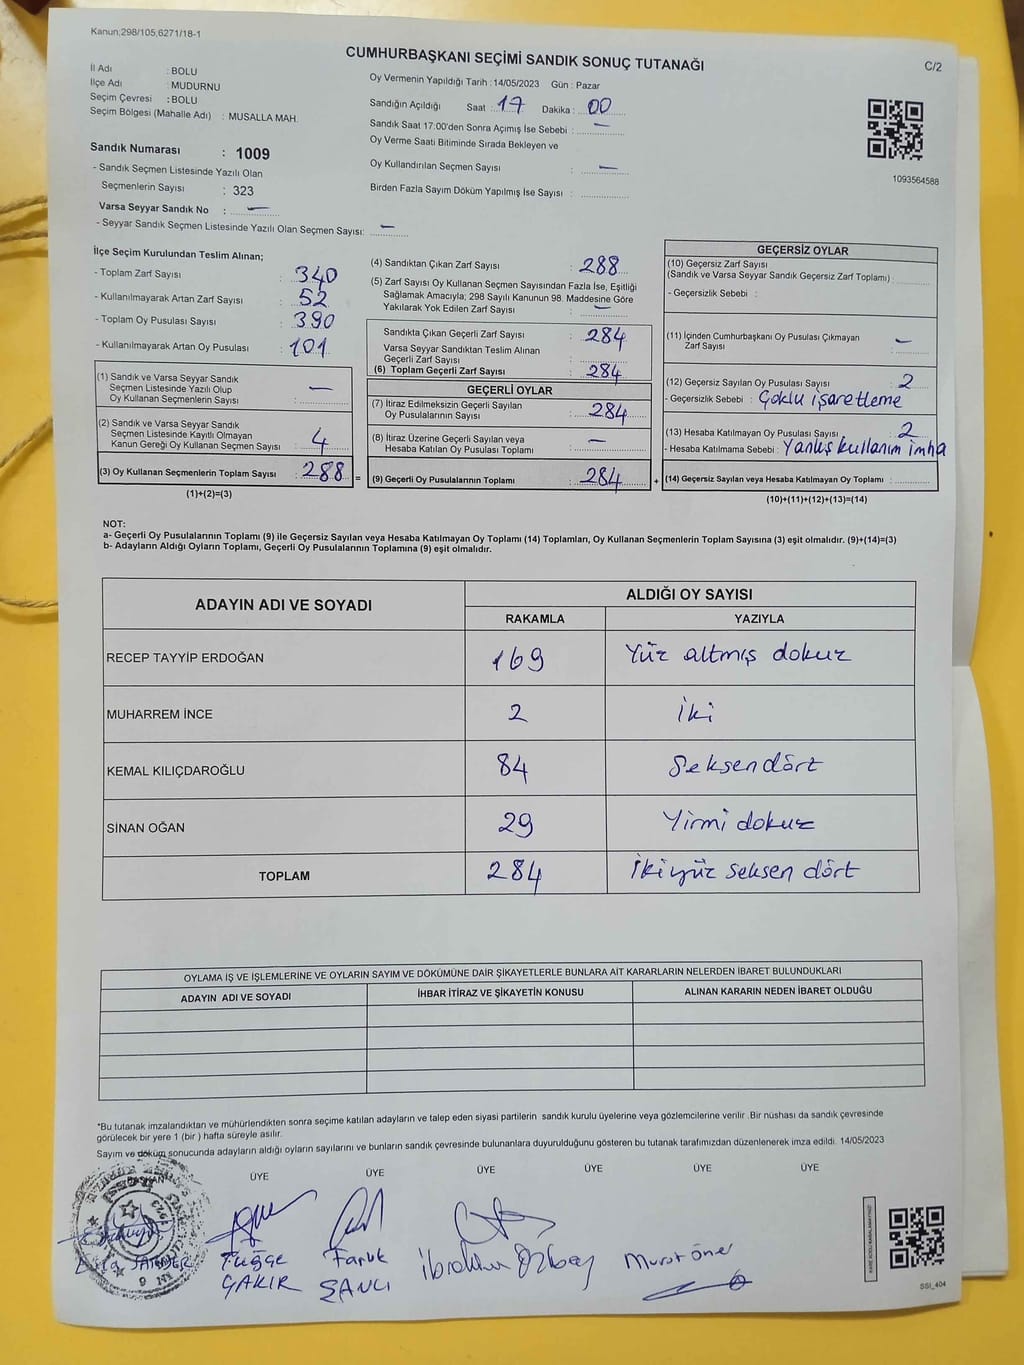 Kanun;298/105,6271/18-1
CUMHURBAŞKANI SEÇİMİ SANDIK SONUÇ TUTANAĞI
C/2
İl Adı : BOLU
İlçe Adı : MUDURNU
Seçim Çevresi : BOLU
Seçim Bölgesi (Mahalle Adı) : MUSALLA MAH.
Sandık Numarası : 1009
- Sandık Seçmen Listesinde Yazılı Olan
Seçmenlerin Sayısı : 323
Varsa Seyyar Sandık No : —
- Seyyar Sandık Seçmen Listesinde Yazılı Olan Seçmen Sayısı: —
Oy Vermenin Yapıldığı Tarih : 14/05/2023 Gün : Pazar
Sandığın Açıldığı Saat : 17 Dakika : 00
Sandık Saat 17:00'den Sonra Açımış İse Sebebi : —
Oy Verme Saati Bitiminde Sırada Bekleyen ve
Oy Kullandırılan Seçmen Sayısı : —
Birden Fazla Sayım Döküm Yapılmış İse Sayısı :
1093564588
İlçe Seçim Kurulundan Teslim Alınan;
- Toplam Zarf Sayısı : 340
- Kullanılmayarak Artan Zarf Sayısı : 52
- Toplam Oy Pusulası Sayısı : 390
- Kullanılmayarak Artan Oy Pusulası : 101
(1) Sandık ve Varsa Seyyar Sandık
Seçmen Listesinde Yazılı Olup
Oy Kullanan Seçmenlerin Sayısı : —
(2) Sandık ve Varsa Seyyar Sandık
Seçmen Listesinde Kayıtlı Olmayan
Kanun Gereği Oy Kullanan Seçmen Sayısı : 4
(3) Oy Kullanan Seçmenlerin Toplam Sayısı : 288 =
(1)+(2)=(3)
(4) Sandıktan Çıkan Zarf Sayısı : 288
(5) Zarf Sayısı Oy Kullanan Seçmen Sayısından Fazla İse, Eşitliği
Sağlamak Amacıyla; 298 Sayılı Kanunun 98. Maddesine Göre
Yakılarak Yok Edilen Zarf Sayısı : —
Sandıkta Çıkan Geçerli Zarf Sayısı : 284
Varsa Seyyar Sandıktan Teslim Alınan
Geçerli Zarf Sayısı :
(6) Toplam Geçerli Zarf Sayısı : 284
GEÇERLİ OYLAR
(7) İtiraz Edilmeksizin Geçerli Sayılan
Oy Pusulalarının Sayısı : 284
(8) İtiraz Üzerine Geçerli Sayılan veya
Hesaba Katılan Oy Pusulası Toplamı : —
(9) Geçerli Oy Pusulalarının Toplamı : 284 +
GEÇERSİZ OYLAR
(10) Geçersiz Zarf Sayısı
(Sandık ve Varsa Seyyar Sandık Geçersiz Zarf Toplamı) :
- Geçersizlik Sebebi :
(11) İçinden Cumhurbaşkanı Oy Pusulası Çıkmayan
Zarf Sayısı : —
(12) Geçersiz Sayılan Oy Pusulası Sayısı : 2
- Geçersizlik Sebebi : Çoklu işaretleme
(13) Hesaba Katılmayan Oy Pusulası Sayısı : 2
- Hesaba Katılmama Sebebi : Yanlış kullanım imha
(14) Geçersiz Sayılan veya Hesaba Katılmayan Oy Toplamı :
(10)+(11)+(12)+(13)=(14)
NOT:
a- Geçerli Oy Pusulalarının Toplamı (9) ile Geçersiz Sayılan veya Hesaba Katılmayan Oy Toplamı (14) Toplamları, Oy Kullanan Seçmenlerin Toplam Sayısına (3) eşit olmalıdır. (9)+(14)=(3)
b- Adayların Aldığı Oyların Toplamı, Geçerli Oy Pusulalarının Toplamına (9) eşit olmalıdır.
ADAYIN ADI VE SOYADI
ALDIĞI OY SAYISI
RAKAMLA YAZIYLA
RECEP TAYYİP ERDOĞAN 169 Yüz altmış dokuz
MUHARREM İNCE 2 İki
KEMAL KILIÇDAROĞLU 84 Seksen dört
SİNAN OĞAN 29 Yirmi dokuz
TOPLAM 284 İkiyüz seksen dört
OYLAMA İŞ VE İŞLEMLERİNE VE OYLARIN SAYIM VE DÖKÜMÜNE DAİR ŞİKAYETLERLE BUNLARA AİT KARARLARIN NELERDEN İBARET BULUNDUKLARI
ADAYIN ADI VE SOYADI İHBAR İTİRAZ VE ŞİKAYETİN KONUSU ALINAN KARARIN NEDEN İBARET OLDUĞU
*Bu tutanak imzalandıktan ve mühürlendikten sonra seçime katılan adayların ve talep eden siyasi partilerin sandık kurulu üyelerine veya gözlemcilerine verilir .Bir nüshası da sandık çevresinde
görülecek bir yere 1 (bir ) hafta süreyle asılır.
Sayım ve döküm sonucunda adayların aldığı oyların sayılarını ve bunların sandık çevresinde bulunanlara duyurulduğunu gösteren bu tutanak tarafımızdan düzenlenerek imza edildi. 14/05/2023
BAŞKAN ÜYE ÜYE ÜYE ÜYE ÜYE ÜYE
Tuğçe Faruk İbrahim Özbay Murat Öner
ÇAKIR ŞANLI
SSI_404